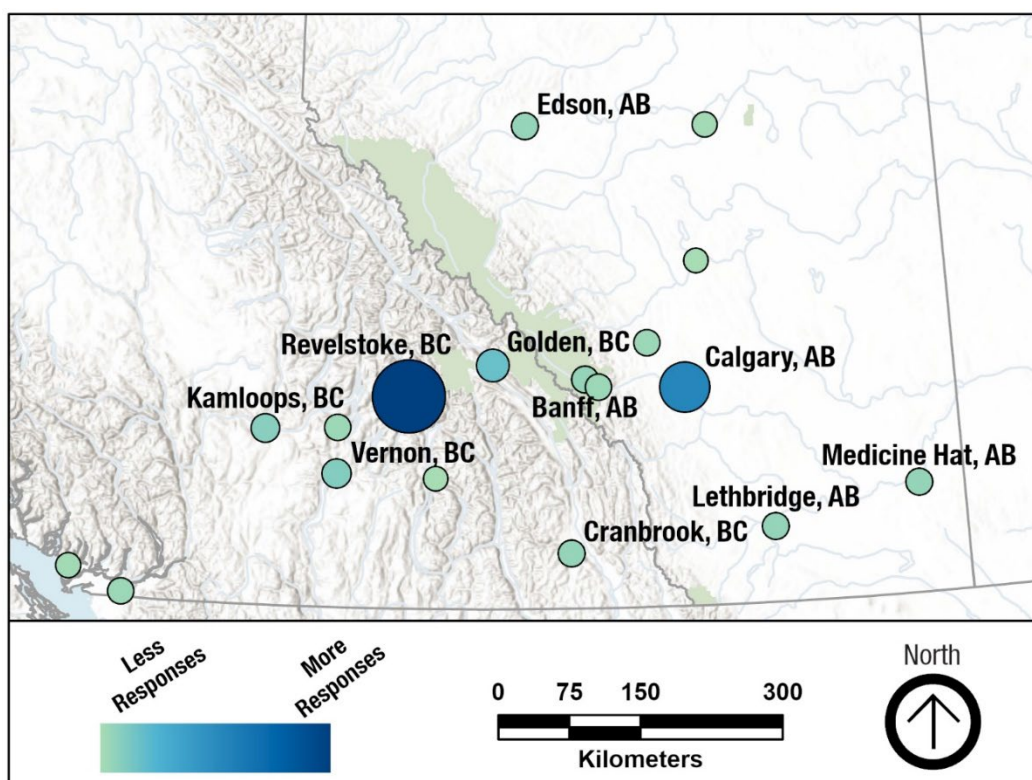 Edson, AB
Revelstoke, BC
Golden, BC
Calgary, AB
Kamloops, BC
Banff, AB
Vernon, BC
Medicine Hat, AB
Lethbridge, AB
Cranbrook, BC
Less
Responses
More
Responses
North
0 75 150 300
Kilometers